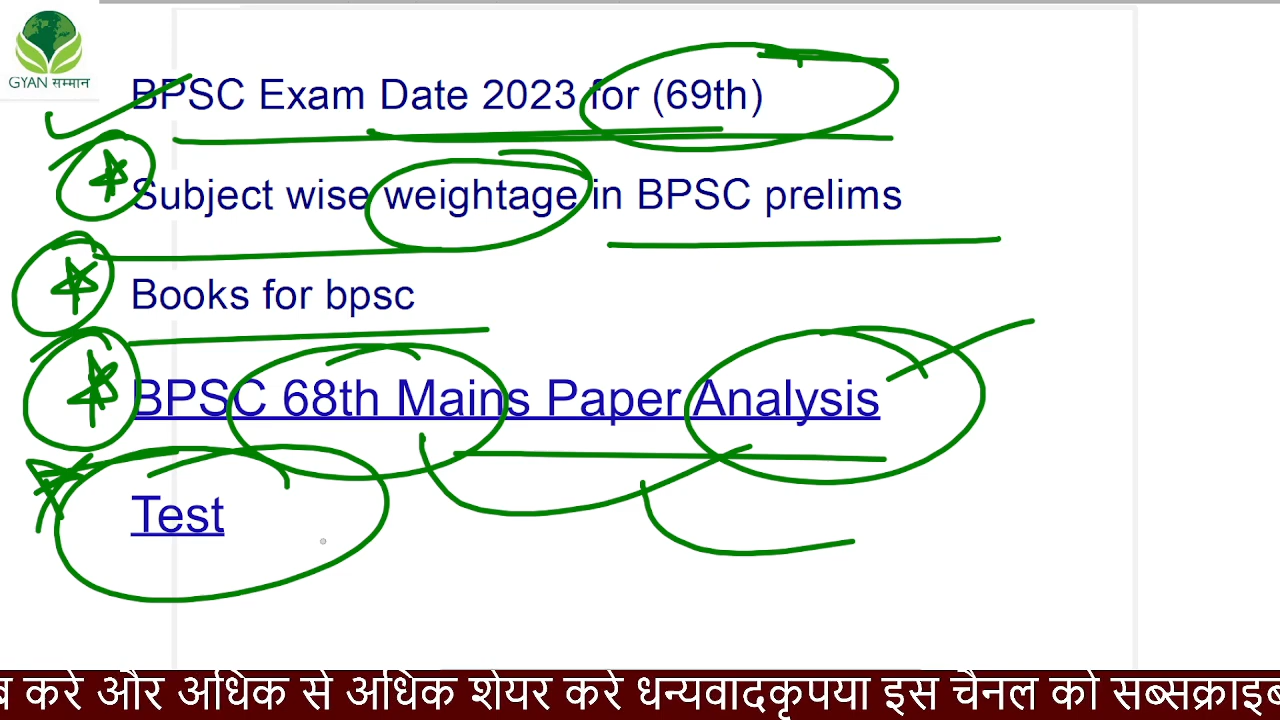 GYAN सम्मान
BPSC Exam Date 2023 for (69th)
Subject wise weightage in BPSC prelims
Books for bpsc
BPSC 68th Mains Paper Analysis
Test
ब करे और अधिक से अधिक शेयर करे धन्यवादकृपया इस चैनल को सब्सक्राइब